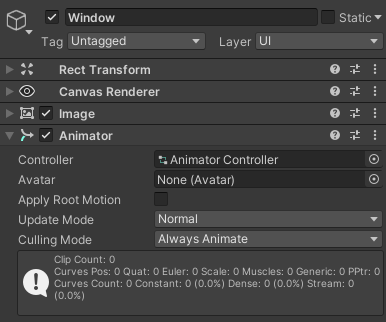 Window
Static
Tag Untagged Layer UI
Rect Transform
Canvas Renderer
Image
Animator
Controller Animator Controller
Avatar None (Avatar)
Apply Root Motion
Update Mode Normal
Culling Mode Always Animate
Clip Count: 0
Curves Pos: 0 Quat: 0 Euler: 0 Scale: 0 Muscles: 0 Generic: 0 PPtr: 0
Curves Count: 0 Constant: 0 (0.0%) Dense: 0 (0.0%) Stream: 0
(0.0%)